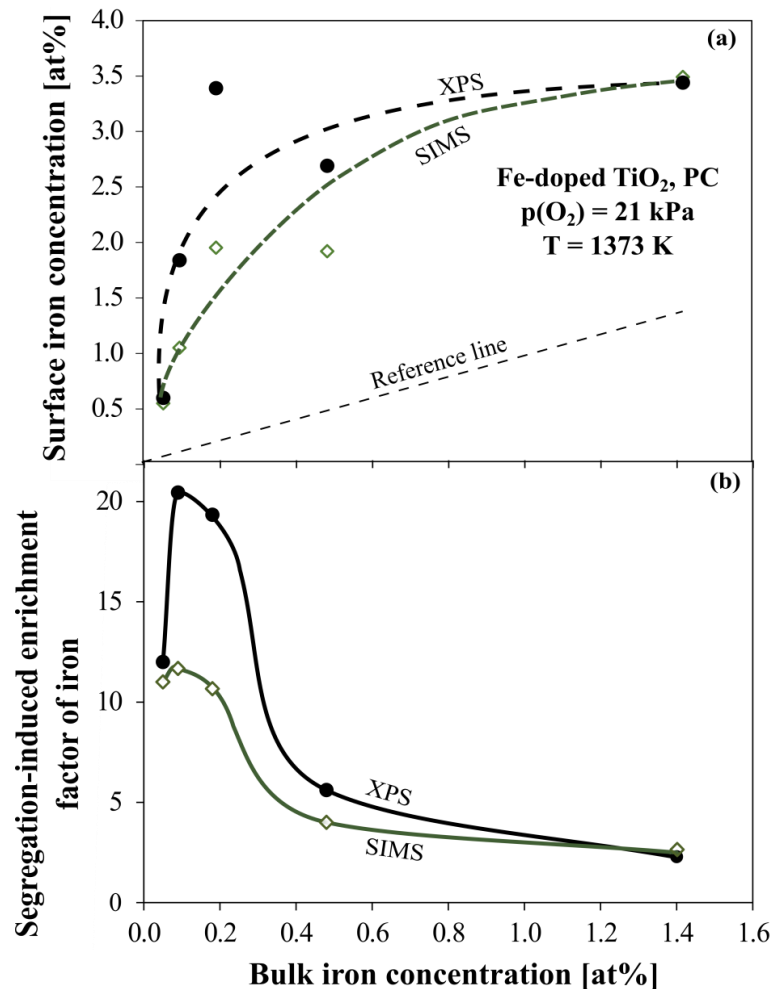 Surface iron concentration [at%]
4.0
3.5
3.0
2.5
2.0
1.5
1.0
0.5
(a)
XPS
SIMS
Fe-doped TiO₂, PC
p(O₂) = 21 kPa
T = 1373 K
Reference line
Segregation-induced enrichment
factor of iron
20
15
10
5
0
(b)
XPS
SIMS
0.0 0.2 0.4 0.6 0.8 1.0 1.2 1.4 1.6
Bulk iron concentration [at%]